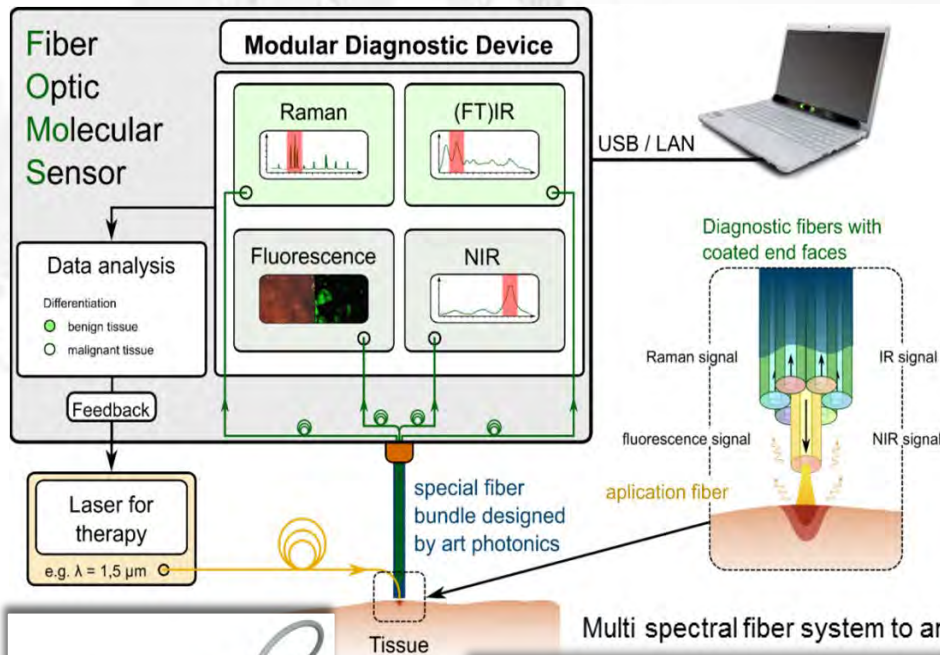 Fiber
Optic
Molecular
Sensor
Modular Diagnostic Device
Raman
(FT)IR
Fluorescence
NIR
USB / LAN
Data analysis
Differentiation
benign tissue
malignant tissue
Feedback
Laser for
therapy
e.g. λ = 1,5 µm
special fiber
bundle designed
by art photonics
Tissue
Diagnostic fibers with
coated end faces
Raman signal
IR signal
fluorescence signal
NIR signal
aplication fiber
Multi spectral fiber system to